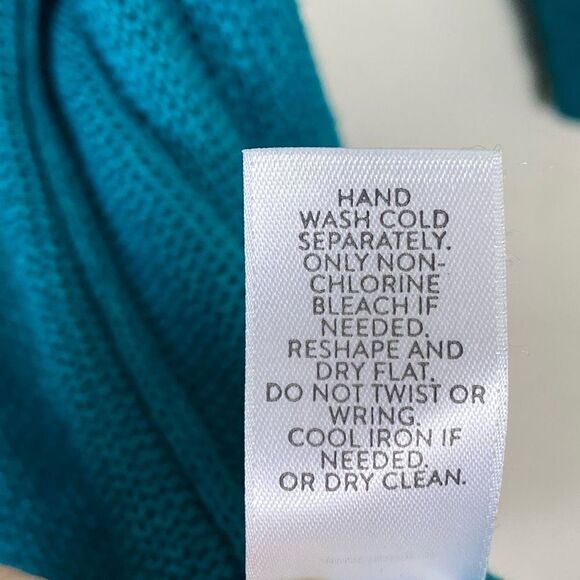 HAND
WASH COLD
SEPARATELY.
ONLY NON-
CHLORINE
BLEACH IF
NEEDED.
RESHAPE AND
DRY FLAT.
DO NOT TWIST OR
WRING.
COOL IRON IF
NEEDED.
OR DRY CLEAN.